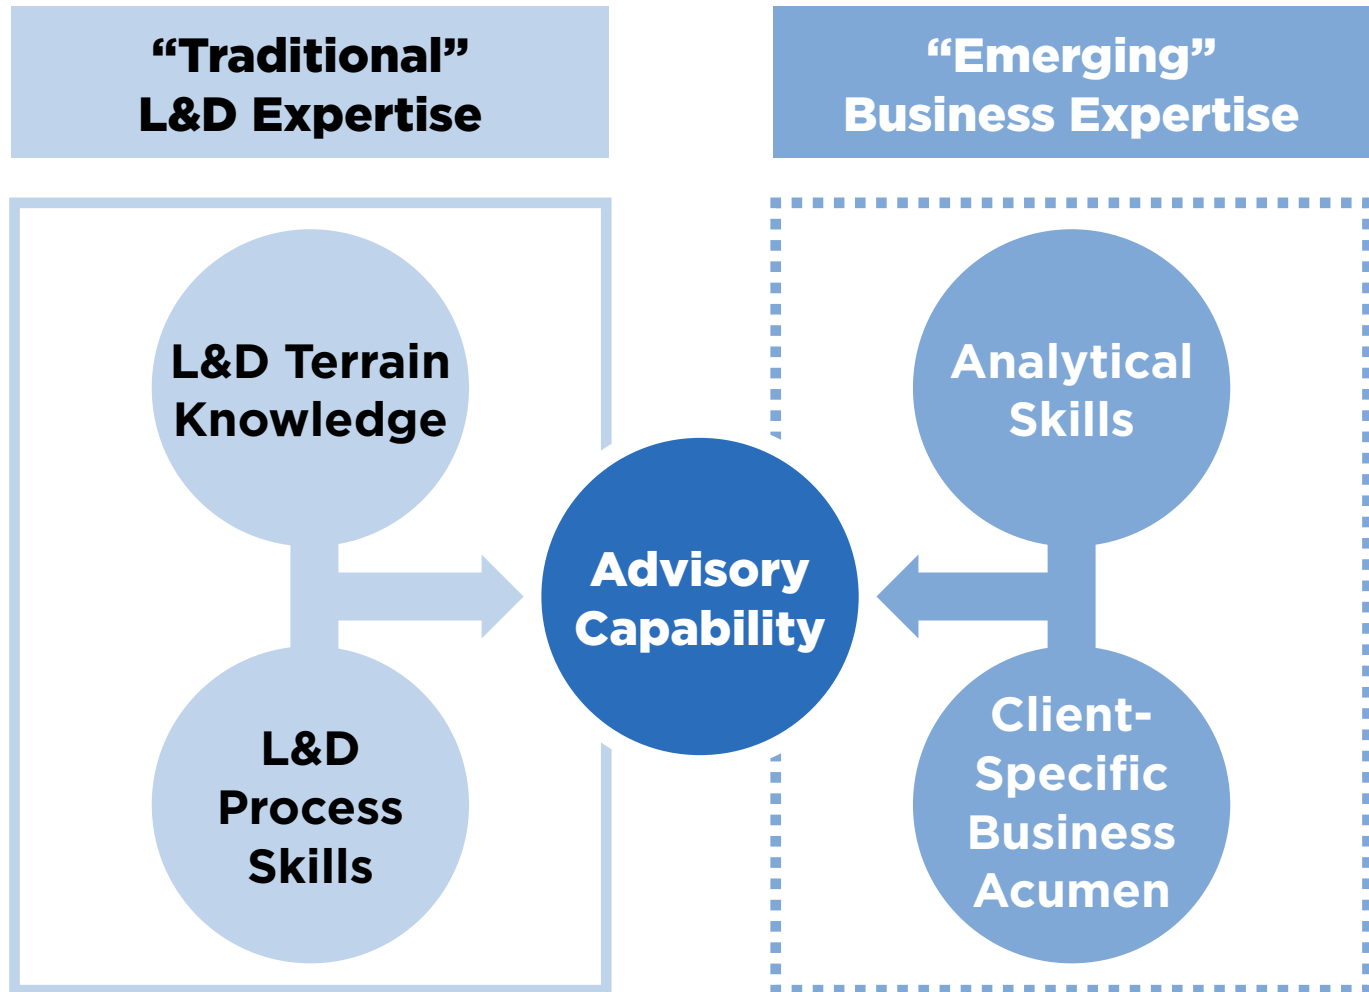 “Traditional”
L&D Expertise
“Emerging”
Business Expertise
L&D Terrain
Knowledge
L&D
Process
Skills
Advisory
Capability
Analytical
Skills
Client-
Specific
Business
Acumen